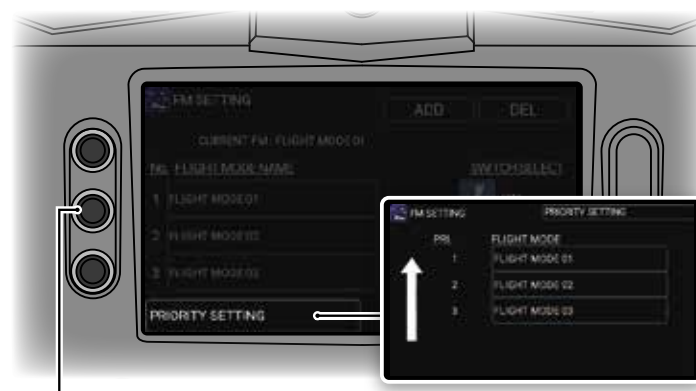 FM SETTING
ADD DEL
CURRENT FM: FLIGHT MODE 01
No. FLIGHT MODE NAME SWITCH SELECT
1 FLIGHT MODE 01
2 FLIGHT MODE 02
3 FLIGHT MODE 03
PRIORITY SETTING
FM SETTING PRIORITY SETTING
PRI. FLIGHT MODE
1 FLIGHT MODE 01
2 FLIGHT MODE 02
3 FLIGHT MODE 03